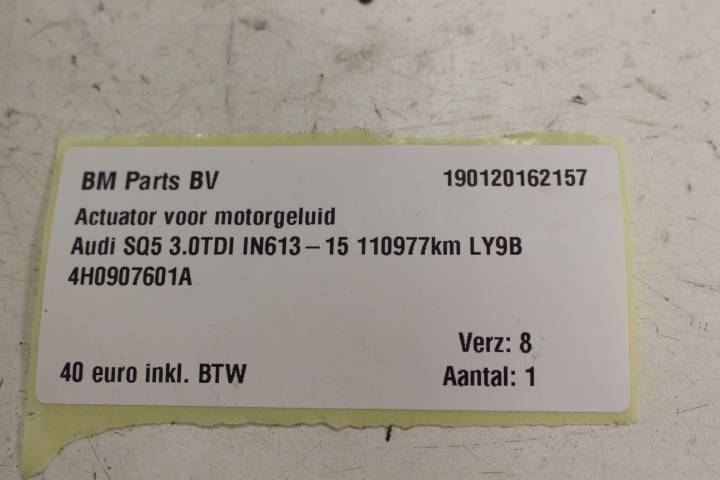 BM Parts BV 190120162157
Actuator voor motorgeluid
Audi SQ5 3.0TDI IN613-15 110977km LY9B
4H0907601A
Verz: 8
40 euro inkl. BTW Aantal: 1